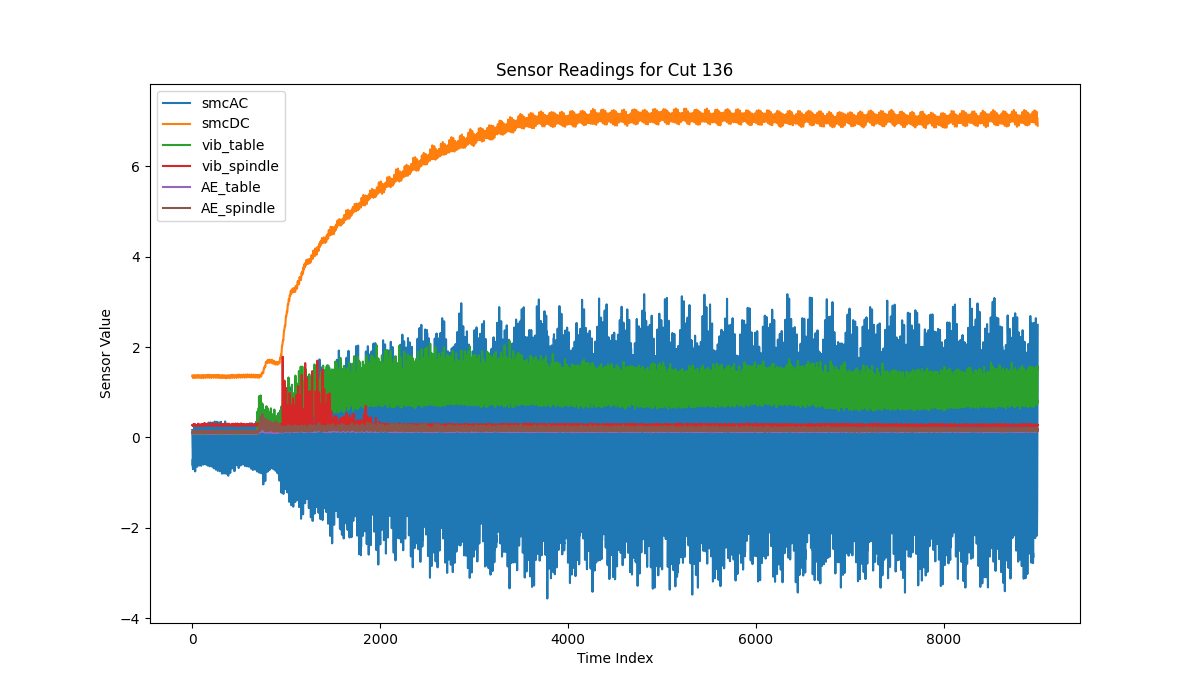 Sensor Readings for Cut 136
smcAC
smcDC
vib_table
vib_spindle
AE_table
AE_spindle
Sensor Value
6
4
2
0
−2
−4
0 2000 4000 6000 8000
Time Index